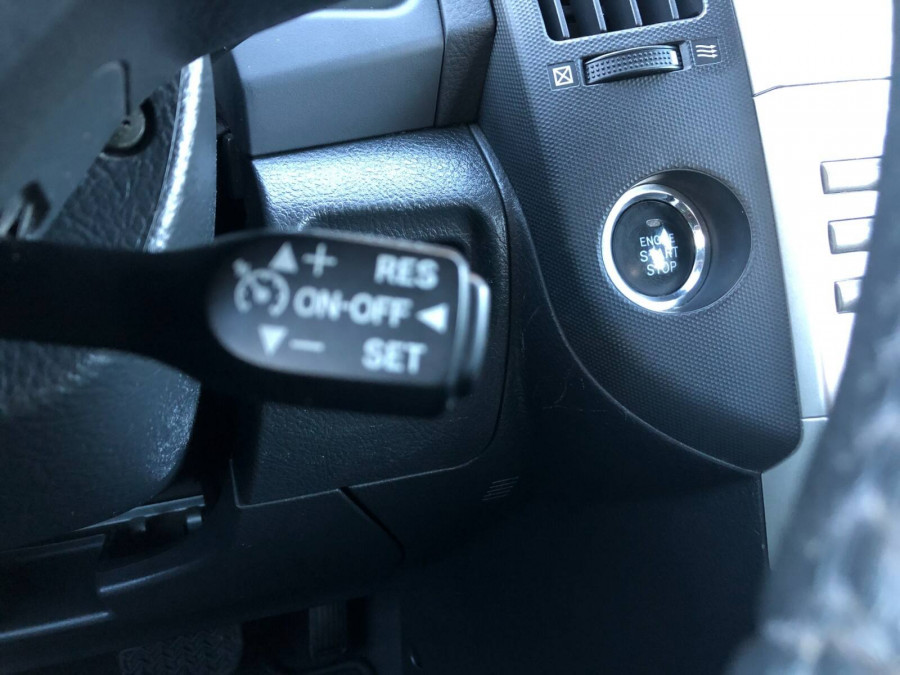 + RES
ON·OFF
− SET
ENGINE
START
STOP